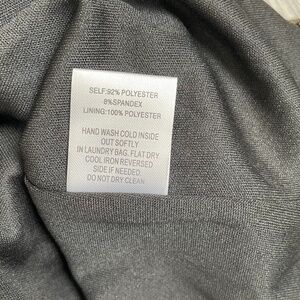 SELF:92% POLYESTER
8%SPANDEX
LINING:100% POLYESTER
HAND WASH COLD INSIDE
OUT SOFTLY
IN LAUNDRY BAG. FLAT DRY
COOL IRON REVERSED
SIDE IF NEEDED
DO NOT DRY CLEAN